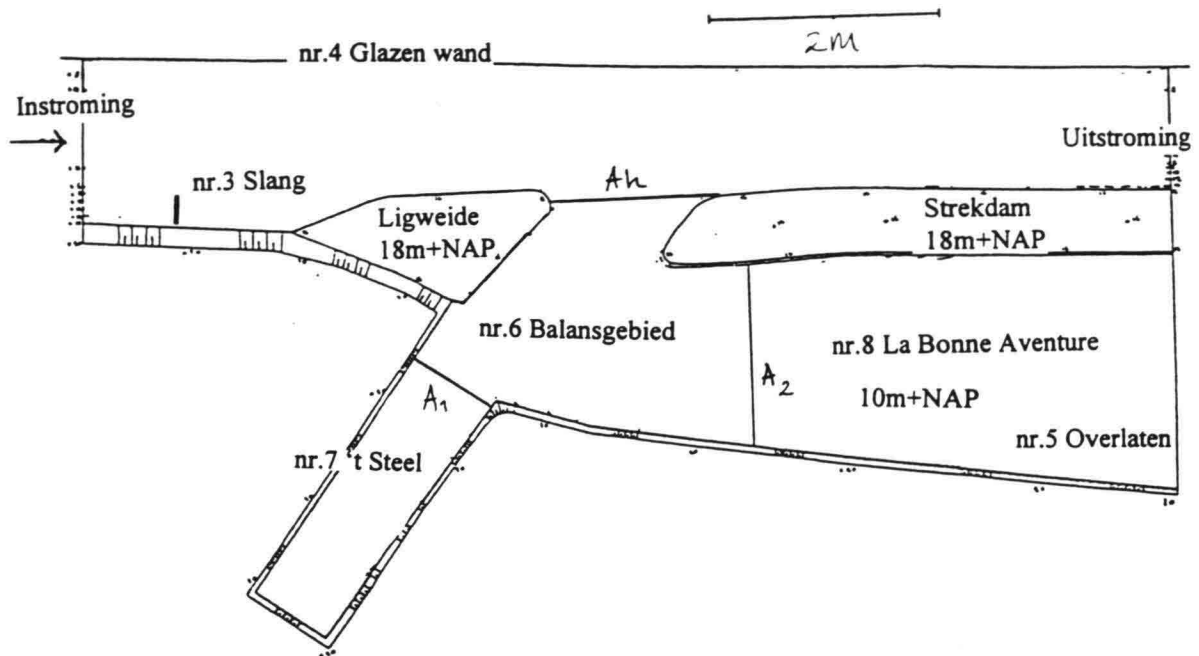 2M
nr.4 Glazen wand
Instroming
Uitstroming
nr.3 Slang
Ah
Ligweide
18m+NAP
Strekdam
18m+NAP
nr.6 Balansgebied
nr.8 La Bonne Aventure
A2
10m+NAP
A1
nr.5 Overlaten
nr.7 't Steel